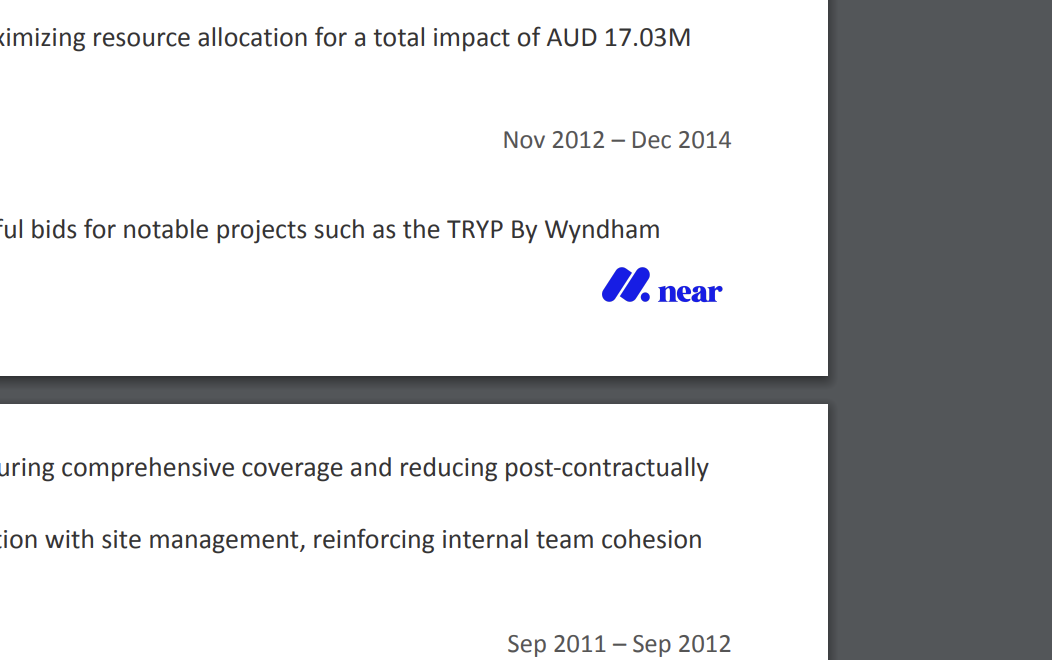 ximizing resource allocation for a total impact of AUD 17.03M
Nov 2012 – Dec 2014
ful bids for notable projects such as the TRYP By Wyndham
near
uring comprehensive coverage and reducing post-contractually
tion with site management, reinforcing internal team cohesion
Sep 2011 – Sep 2012